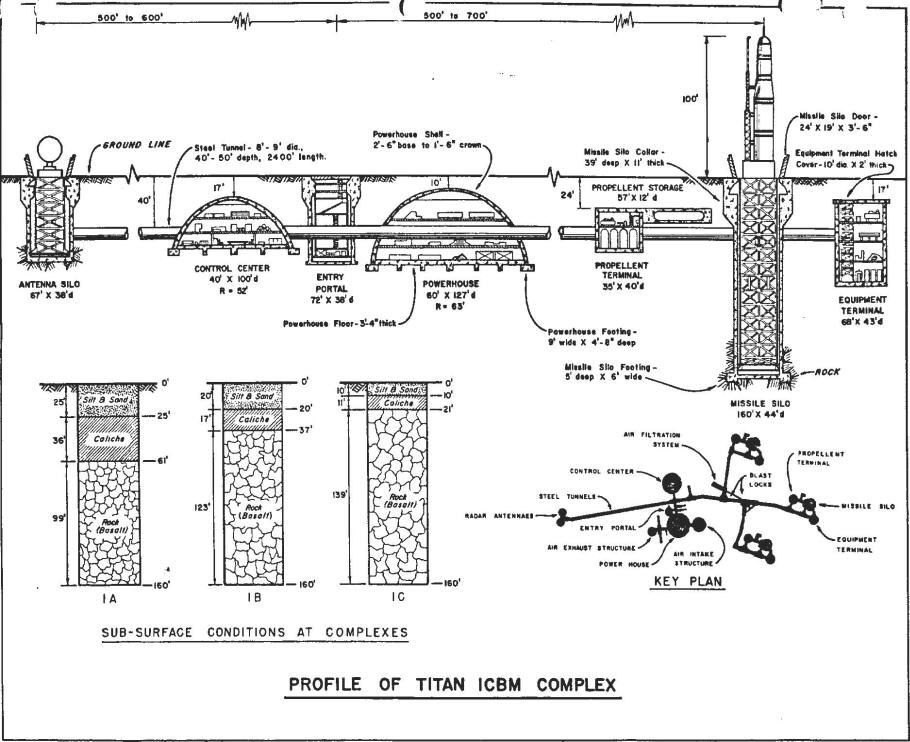 500' to 600'
500' to 700'
100'
Missile Silo Door -
24' X 19' X 3'-6"
GROUND LINE
Steel Tunnel - 8' - 9' dia.,
40' - 50' depth, 2400' length.
Powerhouse Shell -
2'-6" base to 1'-6" crown
Missile Silo Collar -
39' deep X 11' thick
Equipment Terminal Hatch
Cover - 10' dia. X 2' thick
40'
17'
10'
24'
PROPELLENT STORAGE
57' X 12' d
17'
ANTENNA SILO
67' X 38'd
CONTROL CENTER
40' X 100'd
R = 52'
ENTRY
PORTAL
72' X 38'd
POWERHOUSE
60' X 127'd
R = 63'
PROPELLENT
TERMINAL
35' X 40'd
EQUIPMENT
TERMINAL
68' X 43'd
Powerhouse Floor - 3'-4" thick
Powerhouse Footing -
9' wide X 4'-8" deep
Missile Silo Footing -
5' deep X 6' wide
ROCK
MISSILE SILO
160' X 44'd
0'
25'
Silt & Sand
25'
36'
Caliche
61'
99'
Rock
(Basalt)
160'
1A
0'
20'
Silt & Sand
20'
17'
Caliche
37'
123'
Rock
(Basalt)
160'
1B
0'
10'
Silt & Sand
10'
11'
Caliche
21'
139'
Rock
(Basalt)
160'
1C
SUB-SURFACE CONDITIONS AT COMPLEXES
AIR FILTRATION
SYSTEM
CONTROL CENTER
BLAST
LOCKS
PROPELLENT
TERMINAL
STEEL TUNNELS
RADAR ANTENNAES
MISSILE SILO
ENTRY PORTAL
AIR EXHAUST STRUCTURE
POWER HOUSE
AIR INTAKE
STRUCTURE
EQUIPMENT
TERMINAL
KEY PLAN
PROFILE OF TITAN ICBM COMPLEX